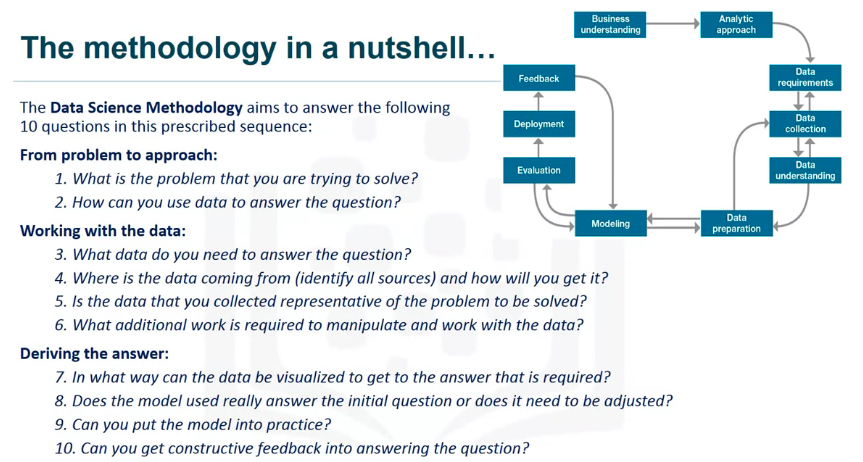 The methodology in a nutshell...
The Data Science Methodology aims to answer the following
10 questions in this prescribed sequence:
From problem to approach:
1. What is the problem that you are trying to solve?
2. How can you use data to answer the question?
Working with the data:
3. What data do you need to answer the question?
4. Where is the data coming from (identify all sources) and how will you get it?
5. Is the data that you collected representative of the problem to be solved?
6. What additional work is required to manipulate and work with the data?
Deriving the answer:
7. In what way can the data be visualized to get to the answer that is required?
8. Does the model used really answer the initial question or does it need to be adjusted?
9. Can you put the model into practice?
10. Can you get constructive feedback into answering the question?
Business
understanding
Analytic
approach
Data
requirements
Data
collection
Data
understanding
Data
preparation
Modeling
Evaluation
Deployment
Feedback